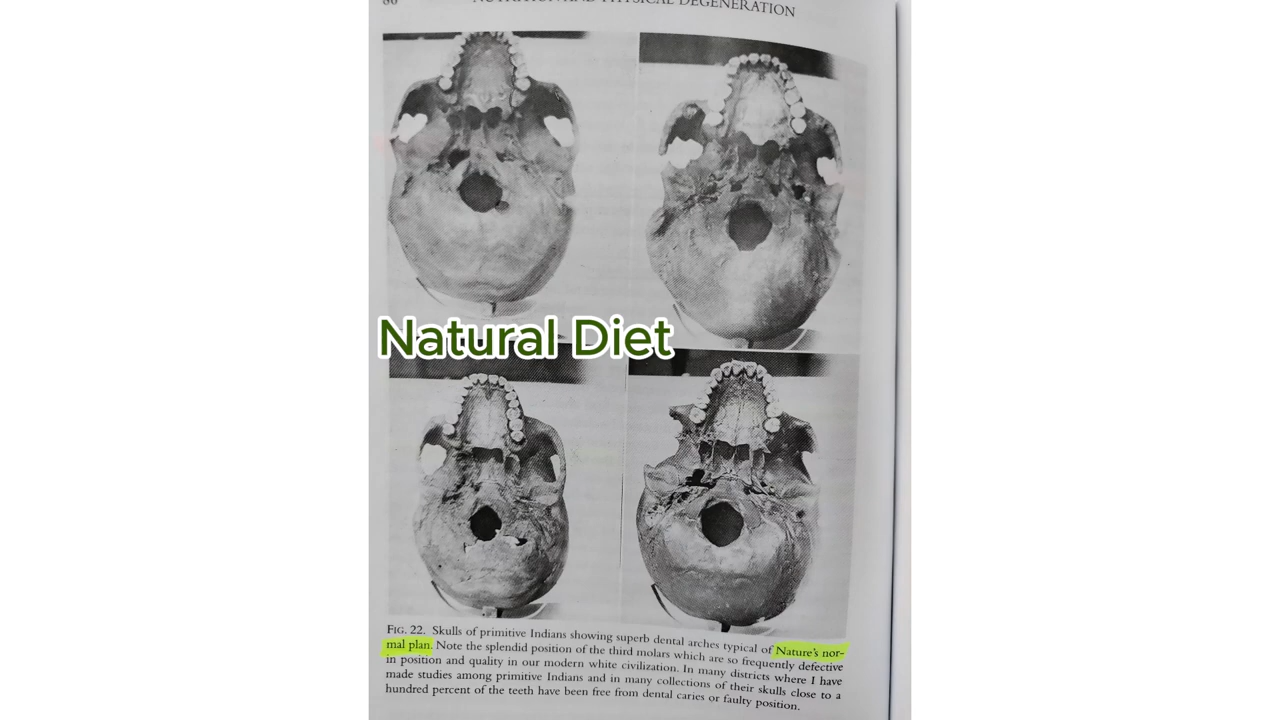 66 NUTRITION AND PHYSICAL DEGENERATION
Natural Diet
FIG. 22. Skulls of primitive Indians showing superb dental arches typical of Nature's nor-
mal plan. Note the splendid position of the third molars which are so frequently defective
in position and quality in our modern white civilization. In many districts where I have
made studies among primitive Indians and in many collections of their skulls close to a
hundred percent of the teeth have been free from dental caries or faulty position.